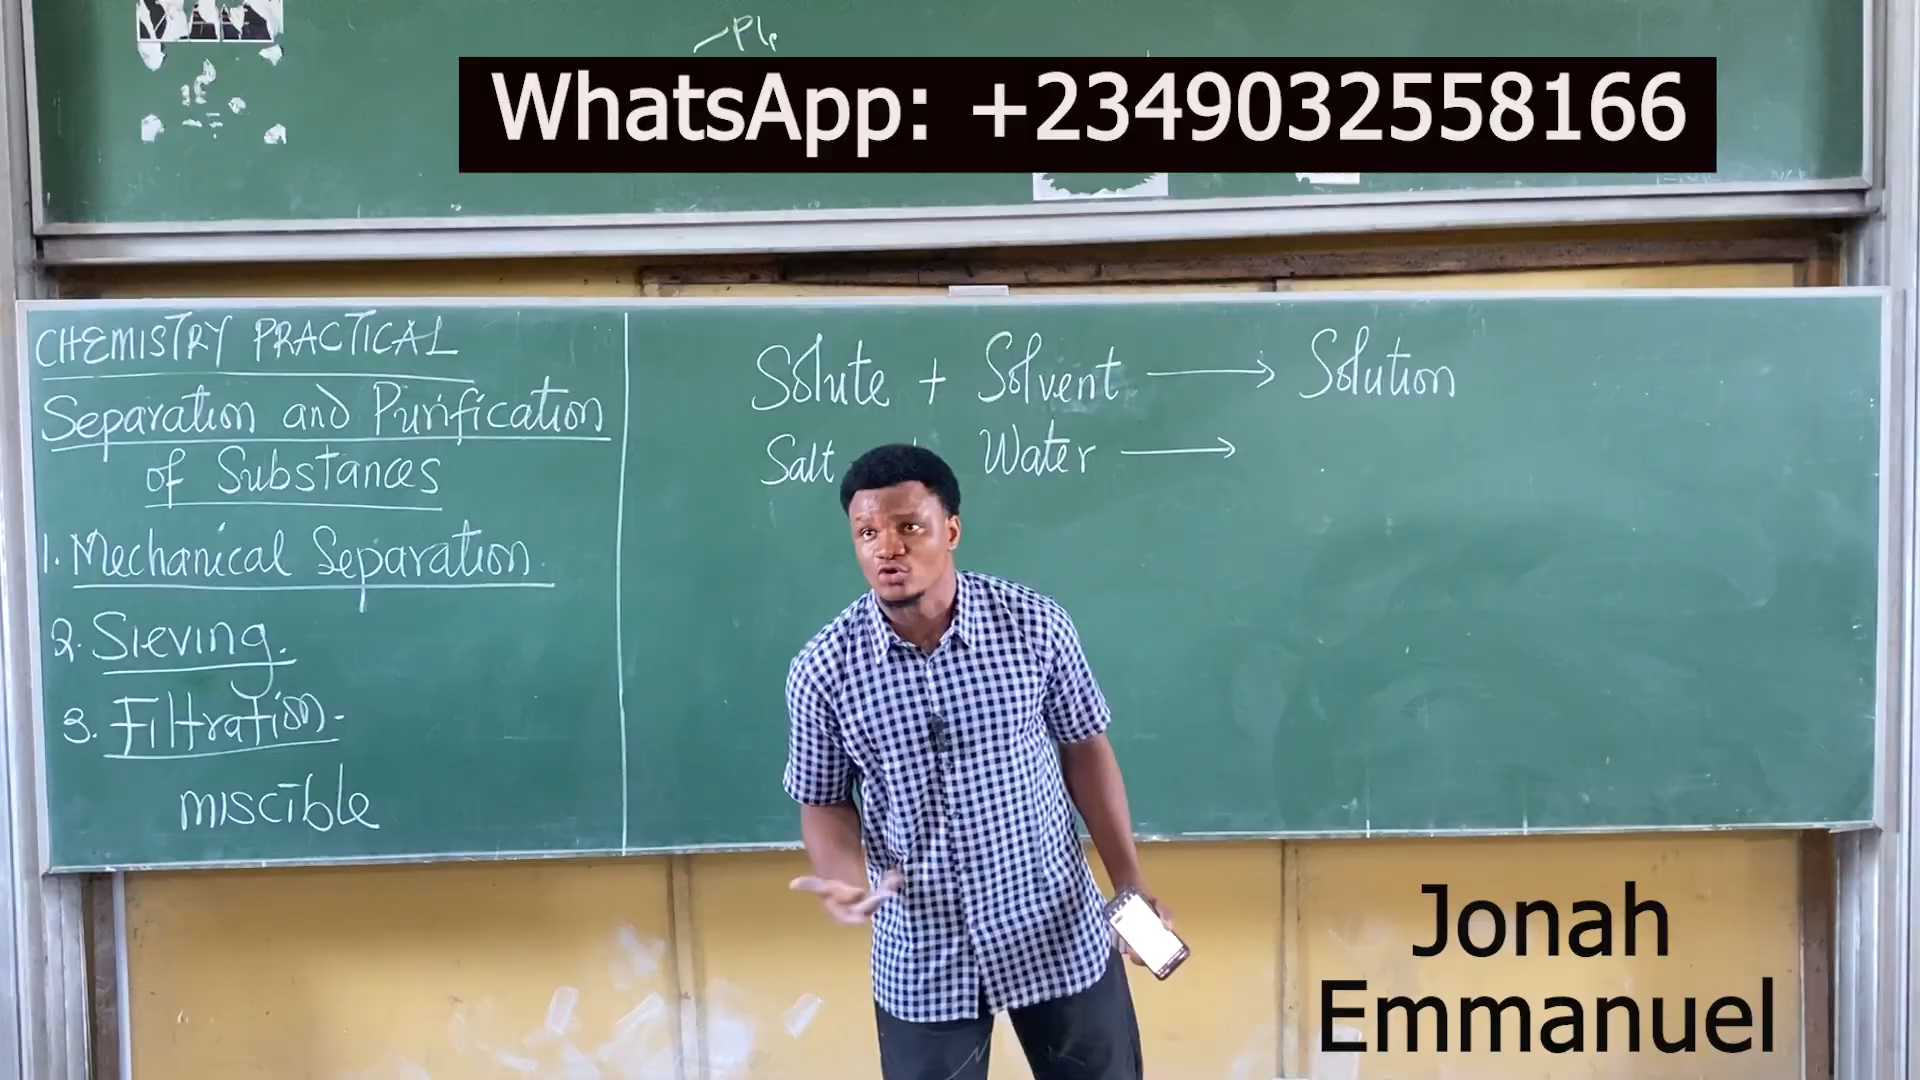 WhatsApp: +2349032558166
CHEMISTRY PRACTICAL
Separation and Purification
of Substances
1. Mechanical Separation
2. Sieving.
3. Filtration.
miscible
Solute + Solvent → Solution
Salt + Water →
Jonah
Emmanuel